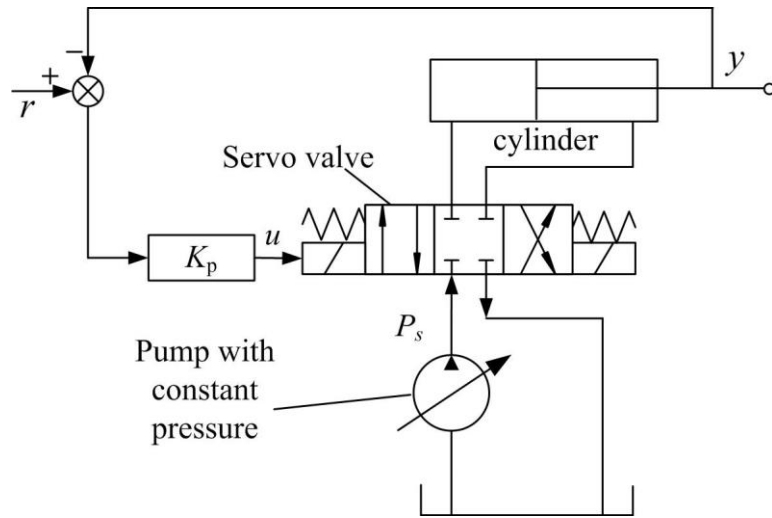 −
y
+
r
cylinder
Servo valve
u
Kp
Ps
Pump with
constant
pressure